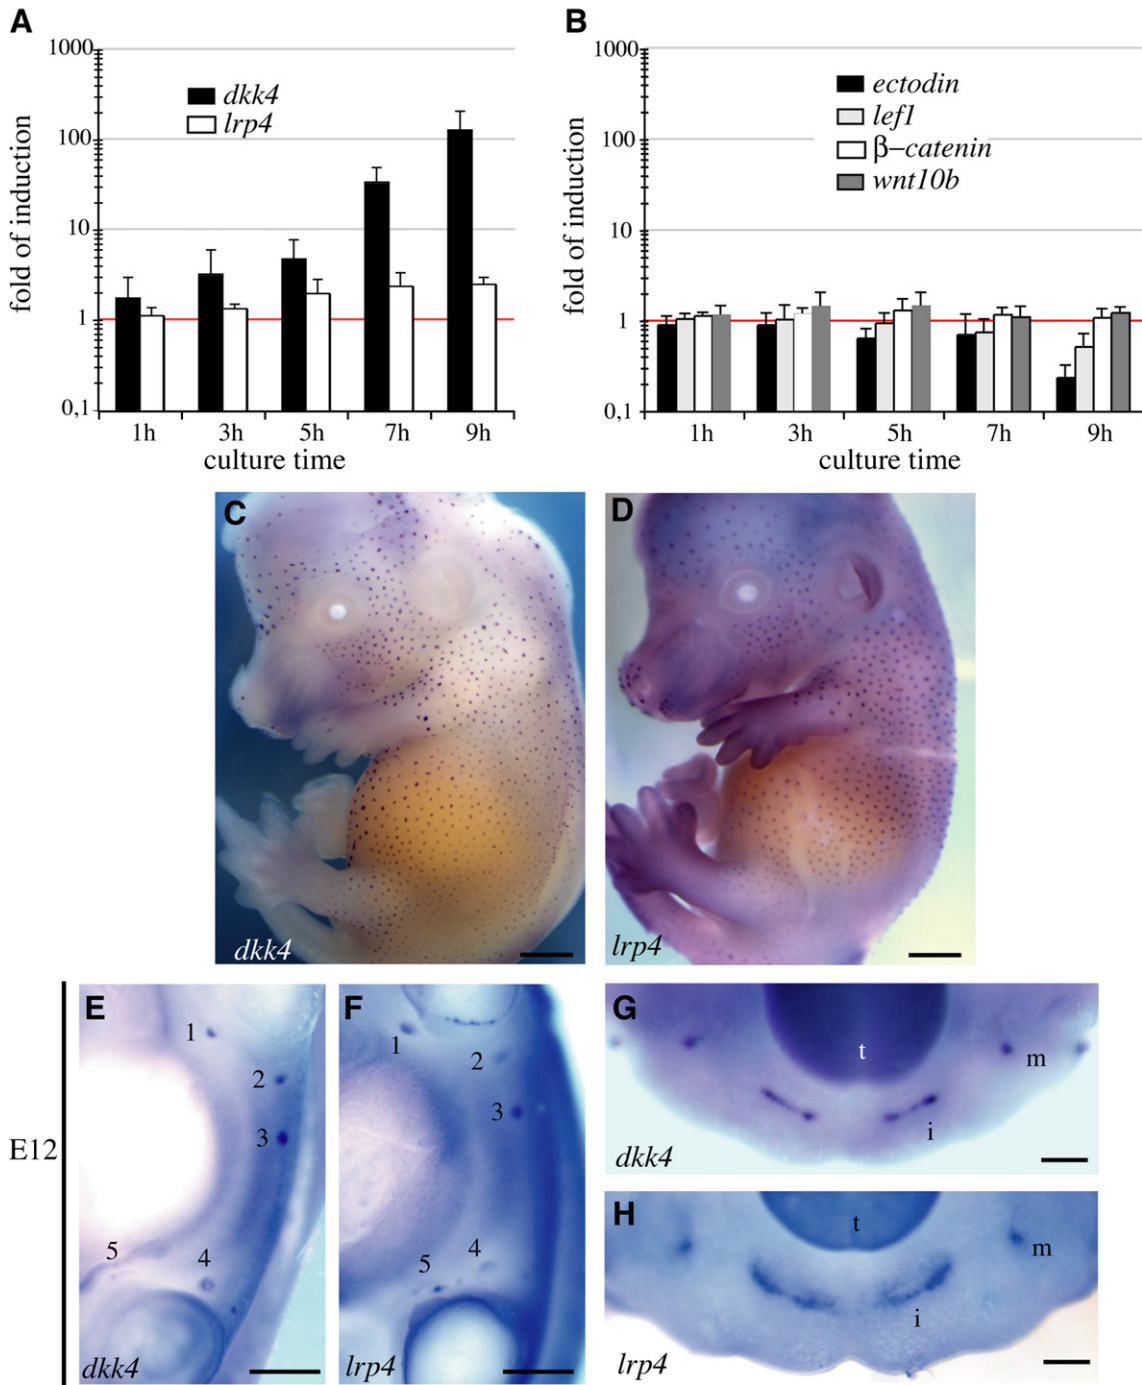 A
1000
100
10
1
0,1
fold of induction
dkk4
lrp4
1h 3h 5h 7h 9h
culture time
B
1000
100
10
1
0,1
fold of induction
ectodin
lef1
β-catenin
wnt10b
1h 3h 5h 7h 9h
culture time
C
dkk4
D
lrp4
E12
E
1
2
3
4
5
dkk4
F
1
2
3
4
5
lrp4
G
t
m
i
dkk4
H
t
m
i
lrp4